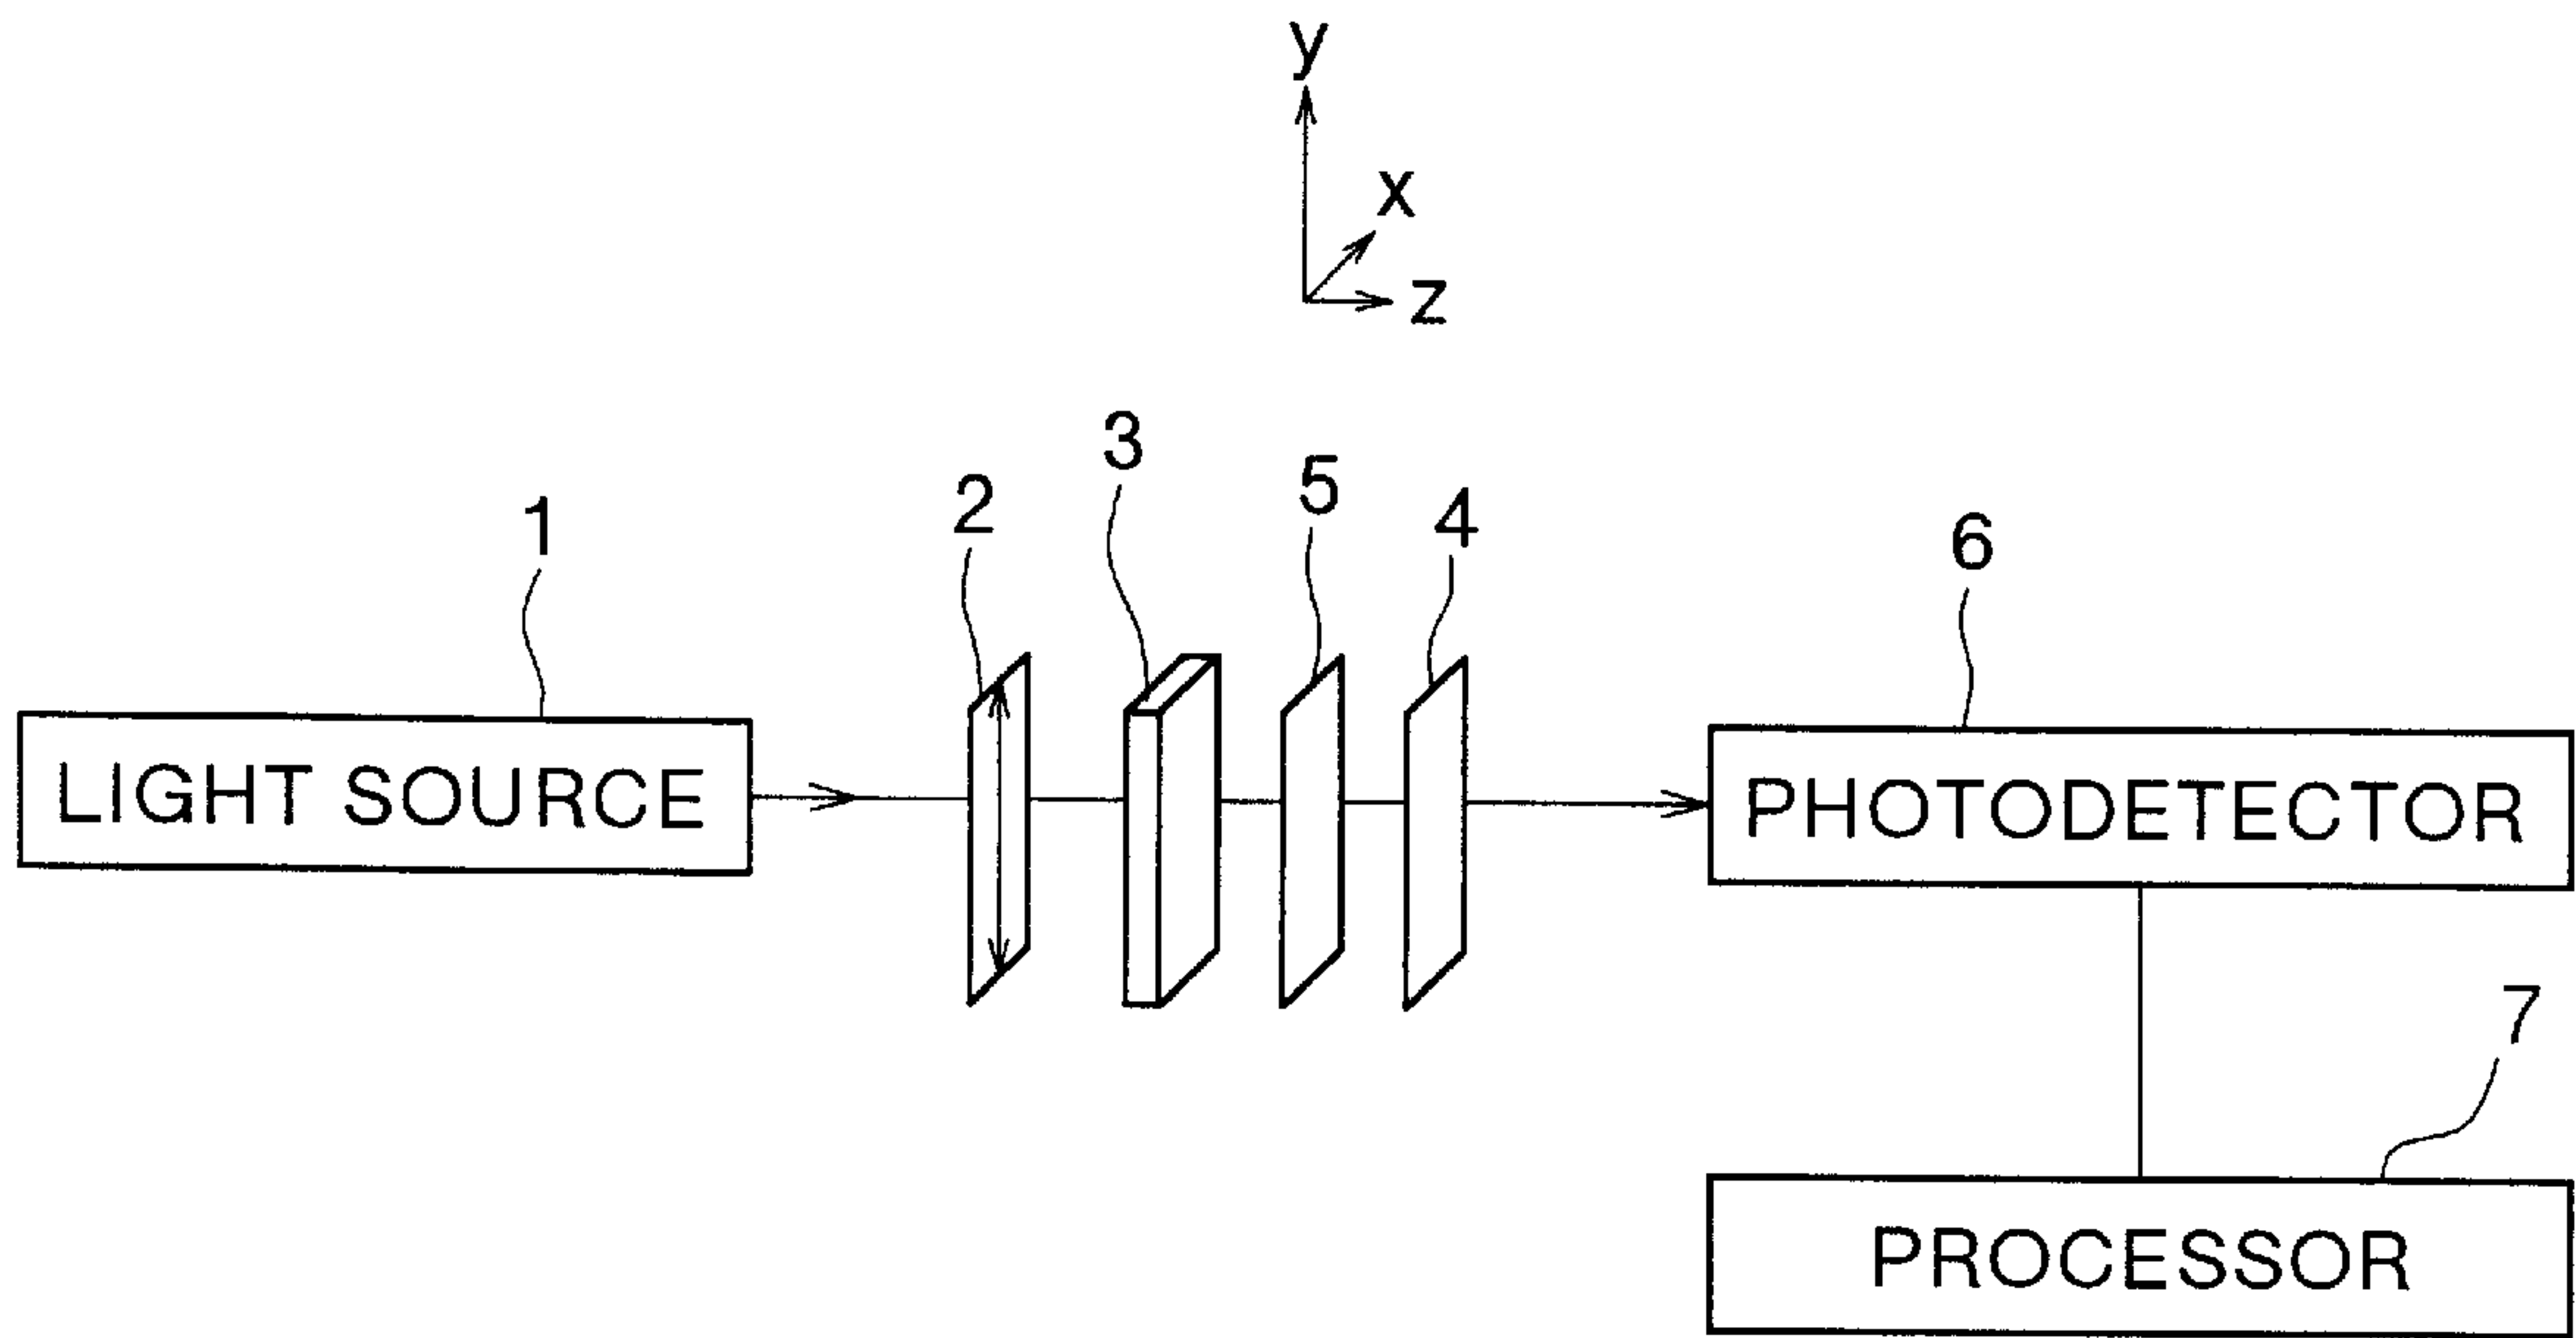 y
x
z
3
5
2
4
1
6
LIGHT SOURCE
PHOTODETECTOR
7
PROCESSOR